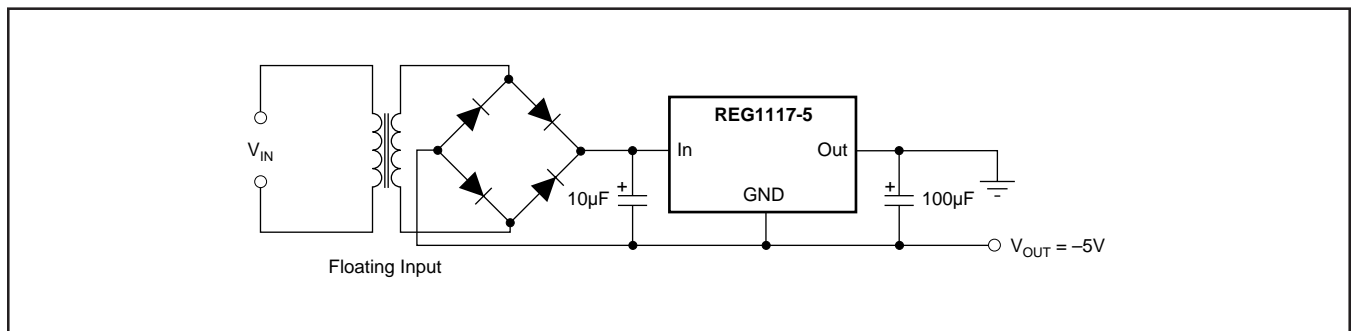 REG1117-5
In
Out
V_IN
10µF
+
GND
+
100µF
V_OUT = –5V
Floating Input